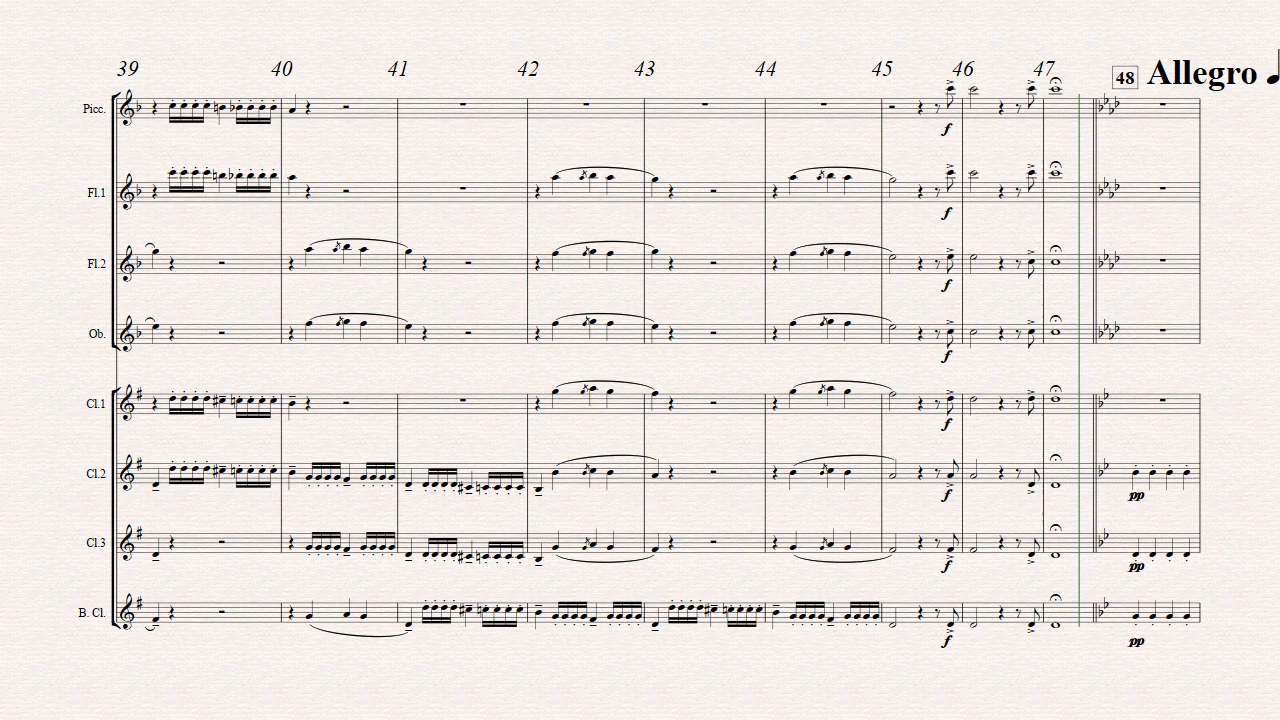 39 40 41 42 43 44 45 46 47
48 Allegro
Picc.
f
Fl.1
f
Fl.2
f
Ob.
f
Cl.1
f
Cl.2
f pp
Cl.3
f pp
B. Cl.
f pp